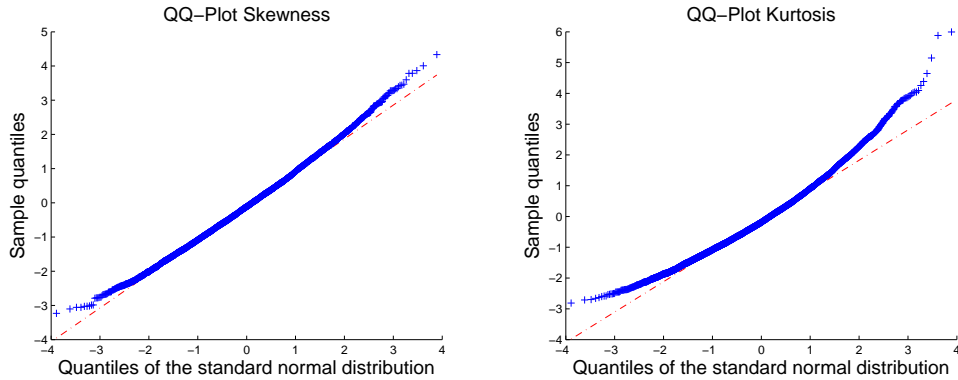 QQ-Plot Skewness
5
4
3
2
1
0
−1
−2
−3
−4
−4 −3 −2 −1 0 1 2 3 4
Sample quantiles
Quantiles of the standard normal distribution
QQ-Plot Kurtosis
6
5
4
3
2
1
0
−1
−2
−3
−4
−4 −3 −2 −1 0 1 2 3 4
Sample quantiles
Quantiles of the standard normal distribution